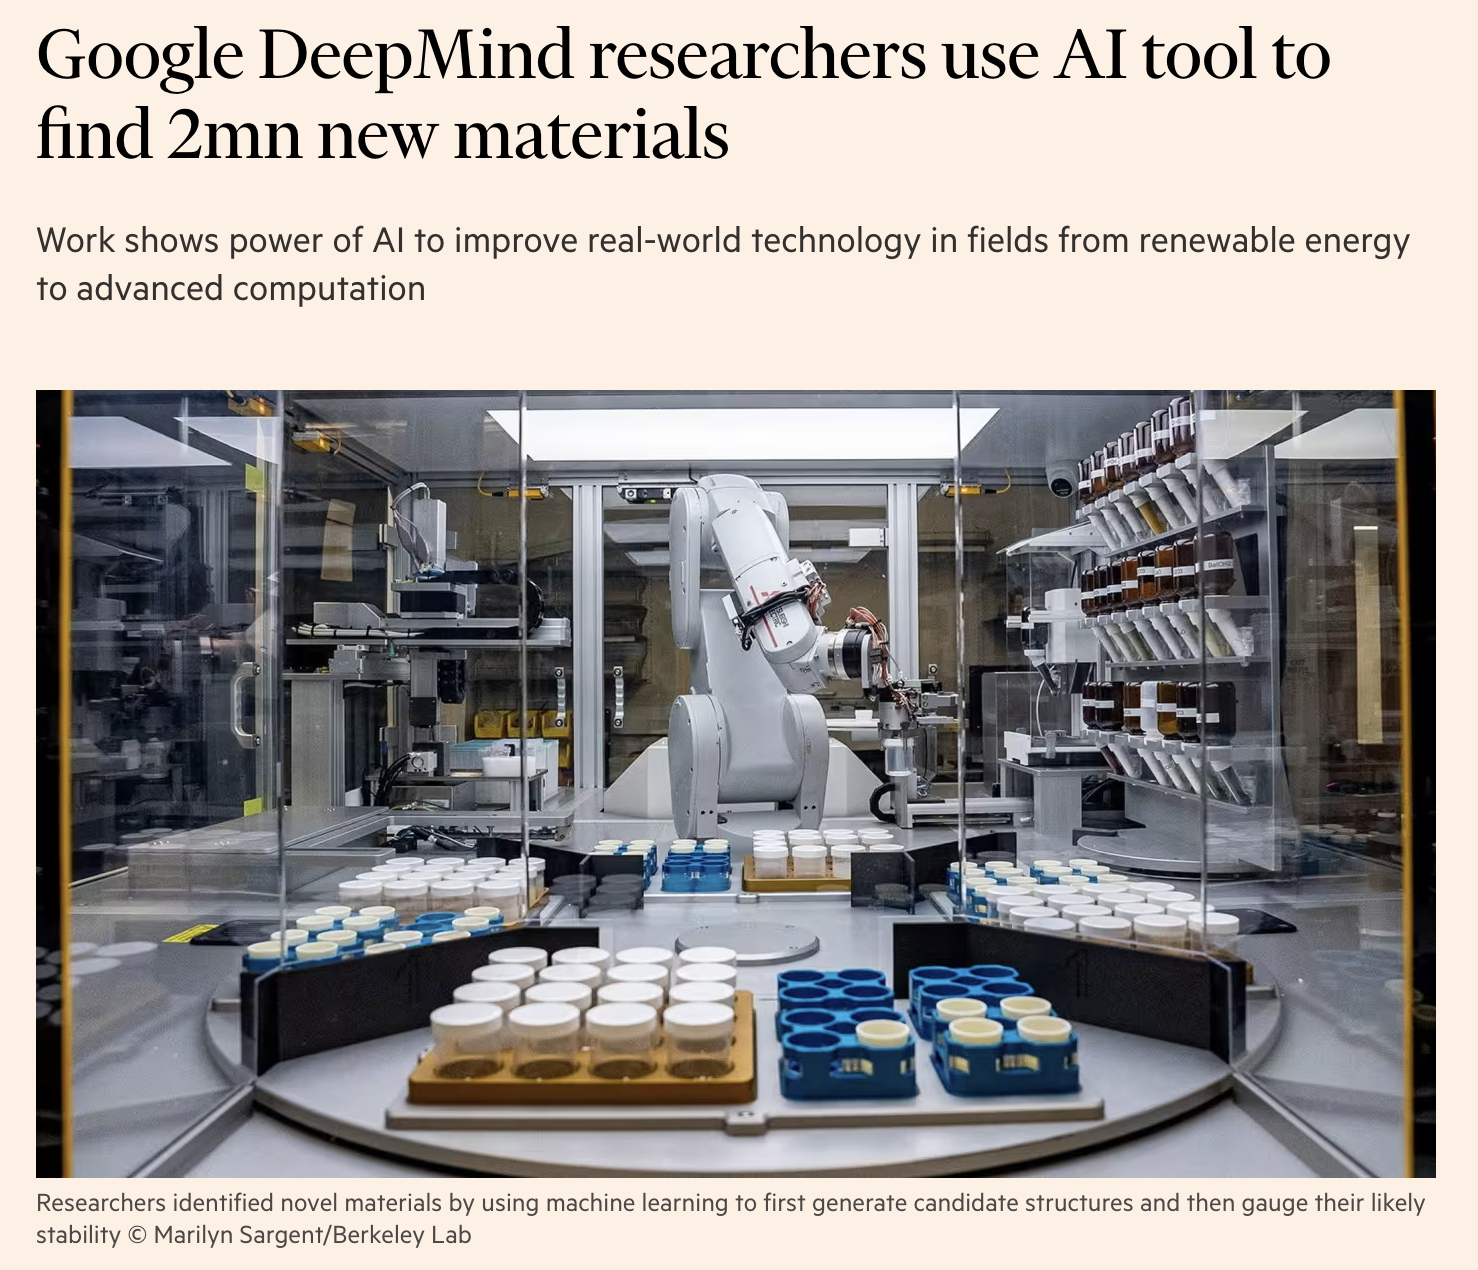 Google DeepMind researchers use AI tool to
find 2mn new materials
Work shows power of AI to improve real-world technology in fields from renewable energy
to advanced computation
Researchers identified novel materials by using machine learning to first generate candidate structures and then gauge their likely
stability © Marilyn Sargent/Berkeley Lab